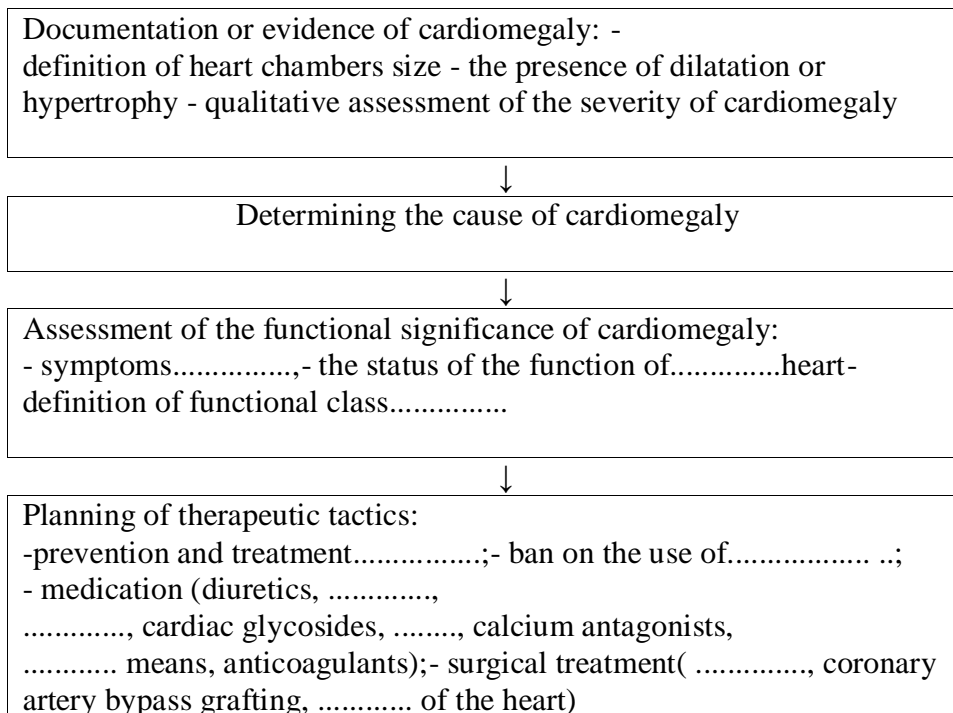 Documentation or evidence of cardiomegaly: -
definition of heart chambers size - the presence of dilatation or
hypertrophy - qualitative assessment of the severity of cardiomegaly
↓
Determining the cause of cardiomegaly
↓
Assessment of the functional significance of cardiomegaly:
- symptoms..............,- the status of the function of..............heart-
definition of functional class...............
↓
Planning of therapeutic tactics:
-prevention and treatment................;- ban on the use of.................. ..;
- medication (diuretics, .............,
............., cardiac glycosides, ........, calcium antagonists,
............ means, anticoagulants);- surgical treatment( .............., coronary
artery bypass grafting, ............ of the heart)